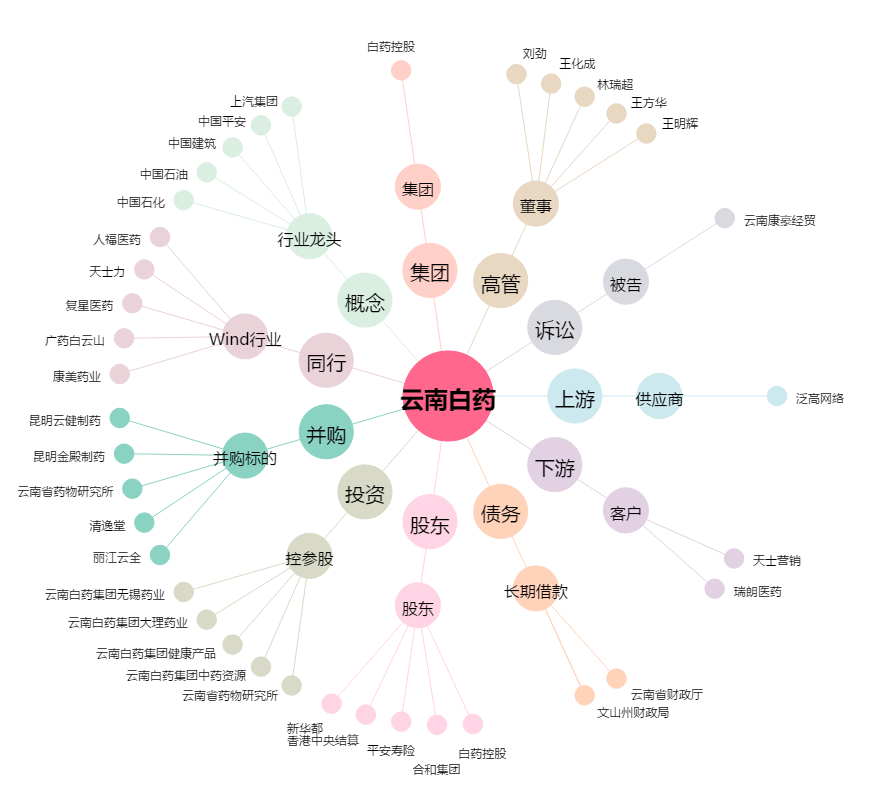 白药控股
集团
集团
刘劲
王化成
林瑞超
王方华
王明辉
董事
高管
云南康豪经贸
被告
诉讼
上游
供应商
泛高网络
下游
客户
天士营销
瑞朗医药
债务
长期借款
云南省财政厅
文山州财政局
股东
股东
新华都
香港中央结算
平安寿险
合和集团
白药控股
投资
控参股
云南白药集团无锡药业
云南白药集团大理药业
云南白药集团健康产品
云南白药集团中药资源
云南省药物研究所
并购
并购标的
昆明云健制药
昆明金殿制药
云南省药物研究所
清逸堂
丽江云全
同行
Wind行业
人福医药
天士力
复星医药
广药白云山
康美药业
概念
行业龙头
上汽集团
中国平安
中国建筑
中国石油
中国石化
云南白药